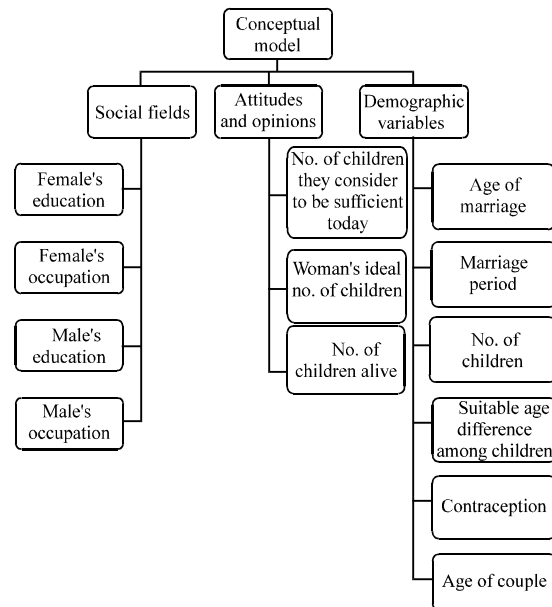 Conceptual
model
Social fields
Attitudes
and opinions
Demographic
variables
Female's
education
Female's
occupation
Male's
education
Male's
occupation
No. of children
they consider
to be sufficient
today
Woman's ideal
no. of children
No. of
children alive
Age of
marriage
Marriage
period
No. of
children
Suitable age
difference
among children
Contraception
Age of couple